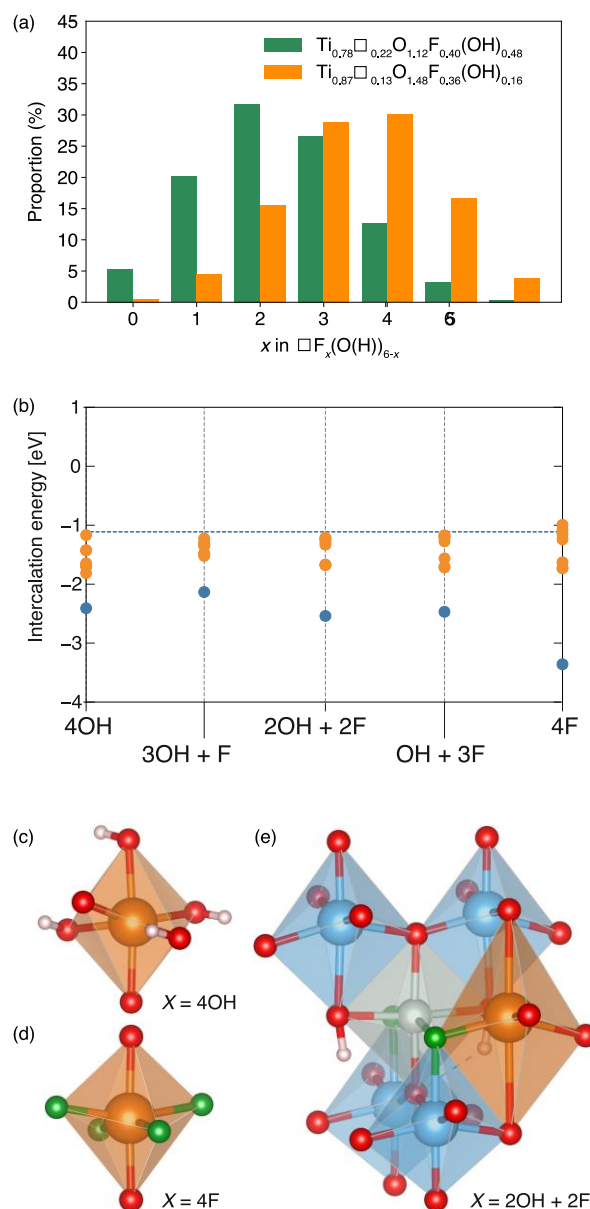 (a)
45
40
35
30
25
20
15
10
5
0
Proportion (%)
Ti₀.₇₈□₀.₂₂O₁.₁₂F₀.₄₀(OH)₀.₄₈
Ti₀.₈₇□₀.₁₃O₁.₄₈F₀.₃₆(OH)₀.₁₆
0 1 2 3 4 6
x in □Fₓ(O(H))₆₋ₓ
(b)
1
0
−1
−2
−3
−4
Intercalation energy [eV]
4OH 2OH + 2F 4F
3OH + F OH + 3F
(c) (e)
X = 4OH
(d)
X = 4F X = 2OH + 2F